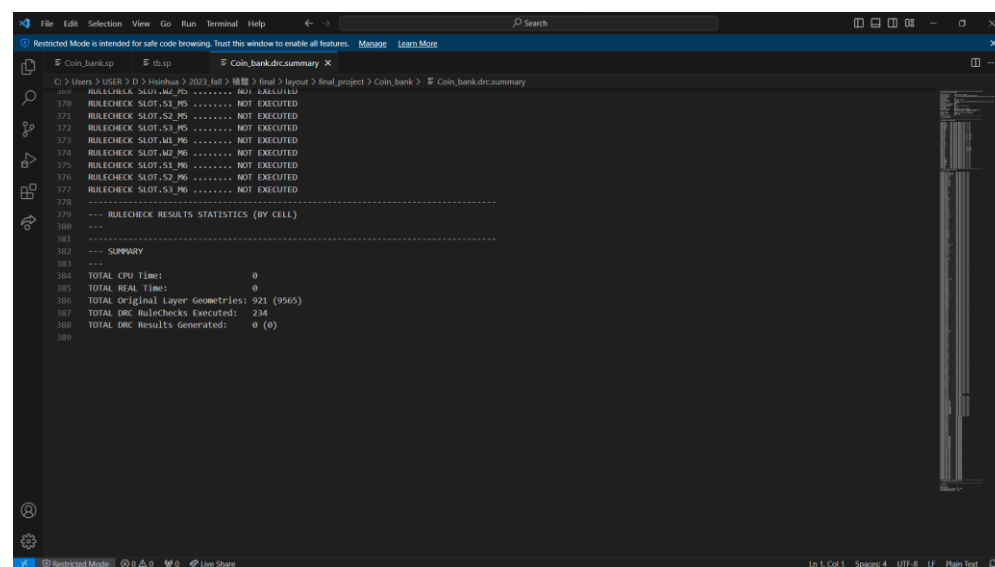 File Edit Selection View Go Run Terminal Help
Search
Restricted Mode is intended for safe code browsing. Trust this window to enable all features. Manage Learn More
Coin_bank.sp tb.sp Coin_bank.drc.summary
C: > Users > USER > D > Hsinhua > 2023_fall > 積體 > final > layout > final_project > Coin_bank > Coin_bank.drc.summary
369 RULECHECK SLOT.W2_M5 ........ NOT EXECUTED
370 RULECHECK SLOT.S1_M5 ........ NOT EXECUTED
371 RULECHECK SLOT.S2_M5 ........ NOT EXECUTED
372 RULECHECK SLOT.S3_M5 ........ NOT EXECUTED
373 RULECHECK SLOT.W1_M6 ........ NOT EXECUTED
374 RULECHECK SLOT.W2_M6 ........ NOT EXECUTED
375 RULECHECK SLOT.S1_M6 ........ NOT EXECUTED
376 RULECHECK SLOT.S2_M6 ........ NOT EXECUTED
377 RULECHECK SLOT.S3_M6 ........ NOT EXECUTED
378 ----------------------------------------------------------------------------------
379 --- RULECHECK RESULTS STATISTICS (BY CELL)
380 ---
381 ----------------------------------------------------------------------------------
382 --- SUMMARY
383 ---
384 TOTAL CPU Time: 0
385 TOTAL REAL Time: 0
386 TOTAL Original Layer Geometries: 921 (9565)
387 TOTAL DRC RuleChecks Executed: 234
388 TOTAL DRC Results Generated: 0 (0)
389
Restricted Mode 0 0 0 Live Share Ln 1, Col 1 Spaces: 4 UTF-8 LF Plain Text